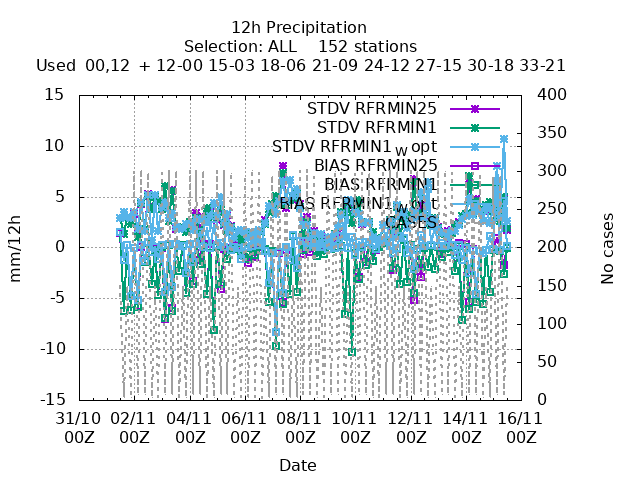 12h Precipitation
Selection: ALL 152 stations
Used 00,12 + 12-00 15-03 18-06 21-09 24-12 27-15 30-18 33-21
15 400
STDV RFRMIN25
STDV RFRMIN1
350
10 STDV RFRMIN1_w opt
BIAS RFRMIN25
300
BIAS RFRMIN1
5 BIAS RFRMIN1_w opt 250
CASES
mm/12h
0 200
No cases
-5 150
100
-10
50
-15 0
31/10 02/11 04/11 06/11 08/11 10/11 12/11 14/11 16/11
00Z 00Z 00Z 00Z 00Z 00Z 00Z 00Z 00Z
Date